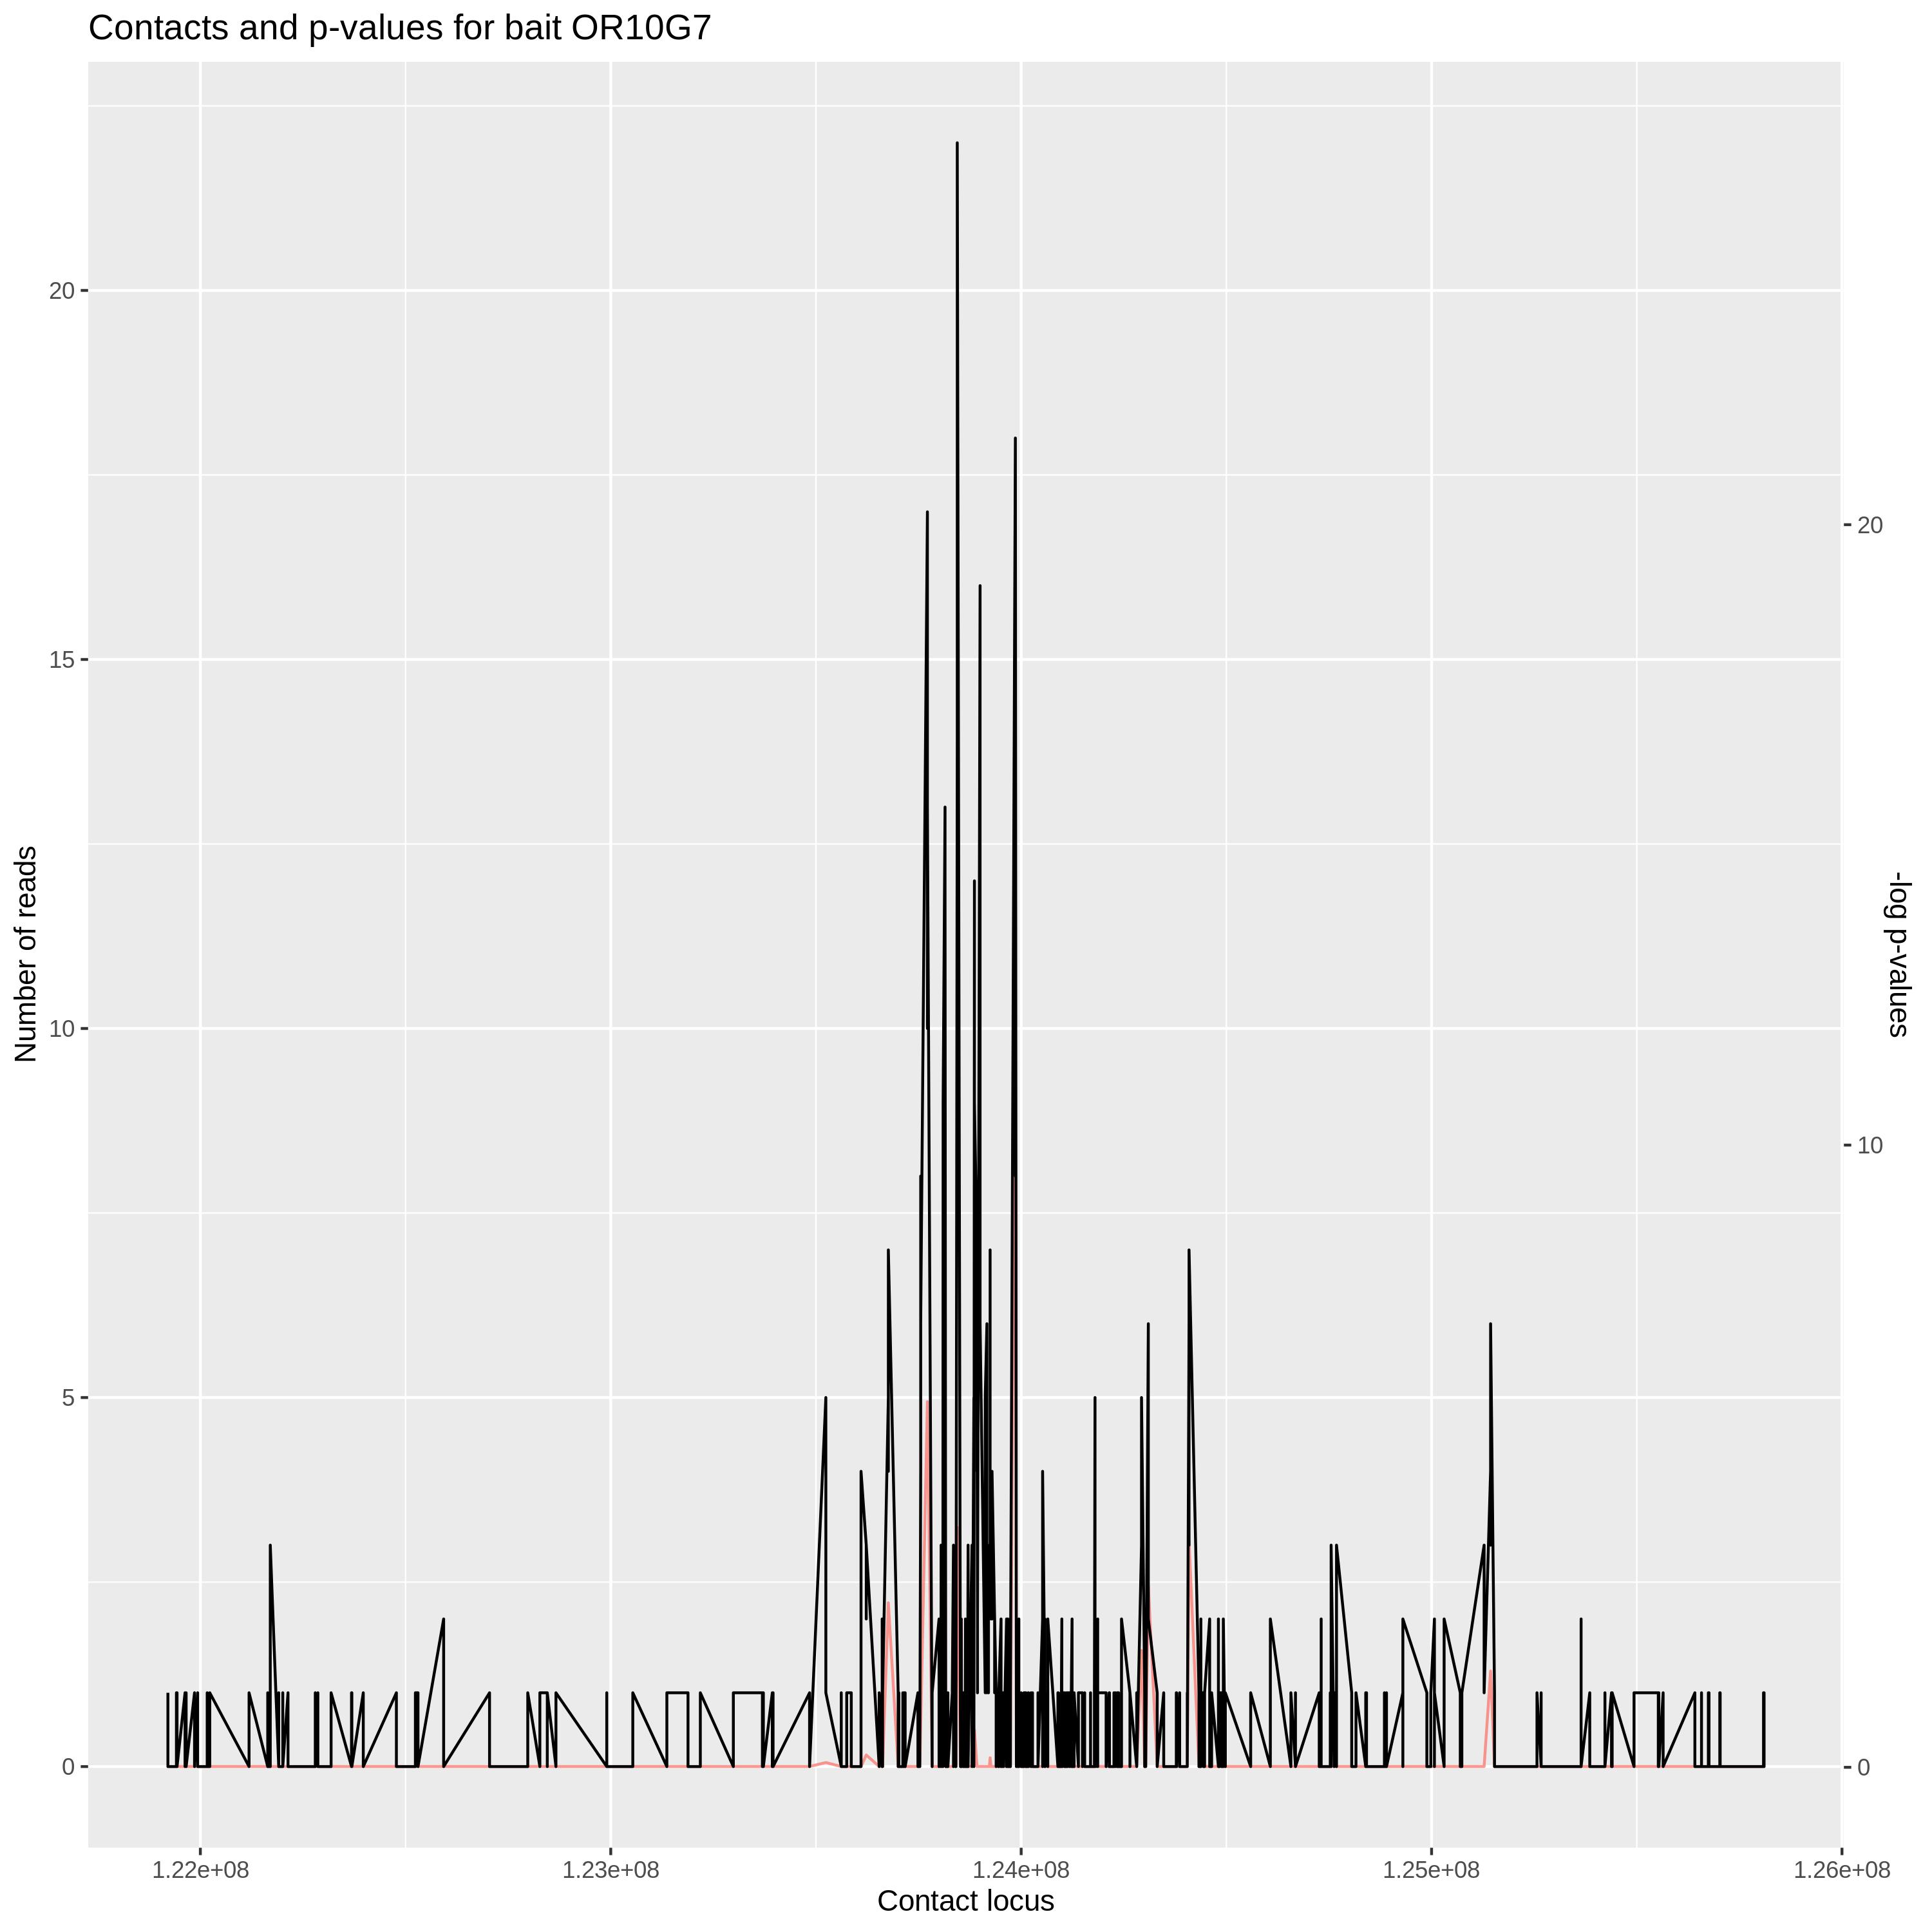 Contacts and p-values for bait OR10G7
Number of reads
20
15
10
5
0
20
10
0
-log p-values
1.22e+08 1.23e+08 1.24e+08 1.25e+08 1.26e+08
Contact locus